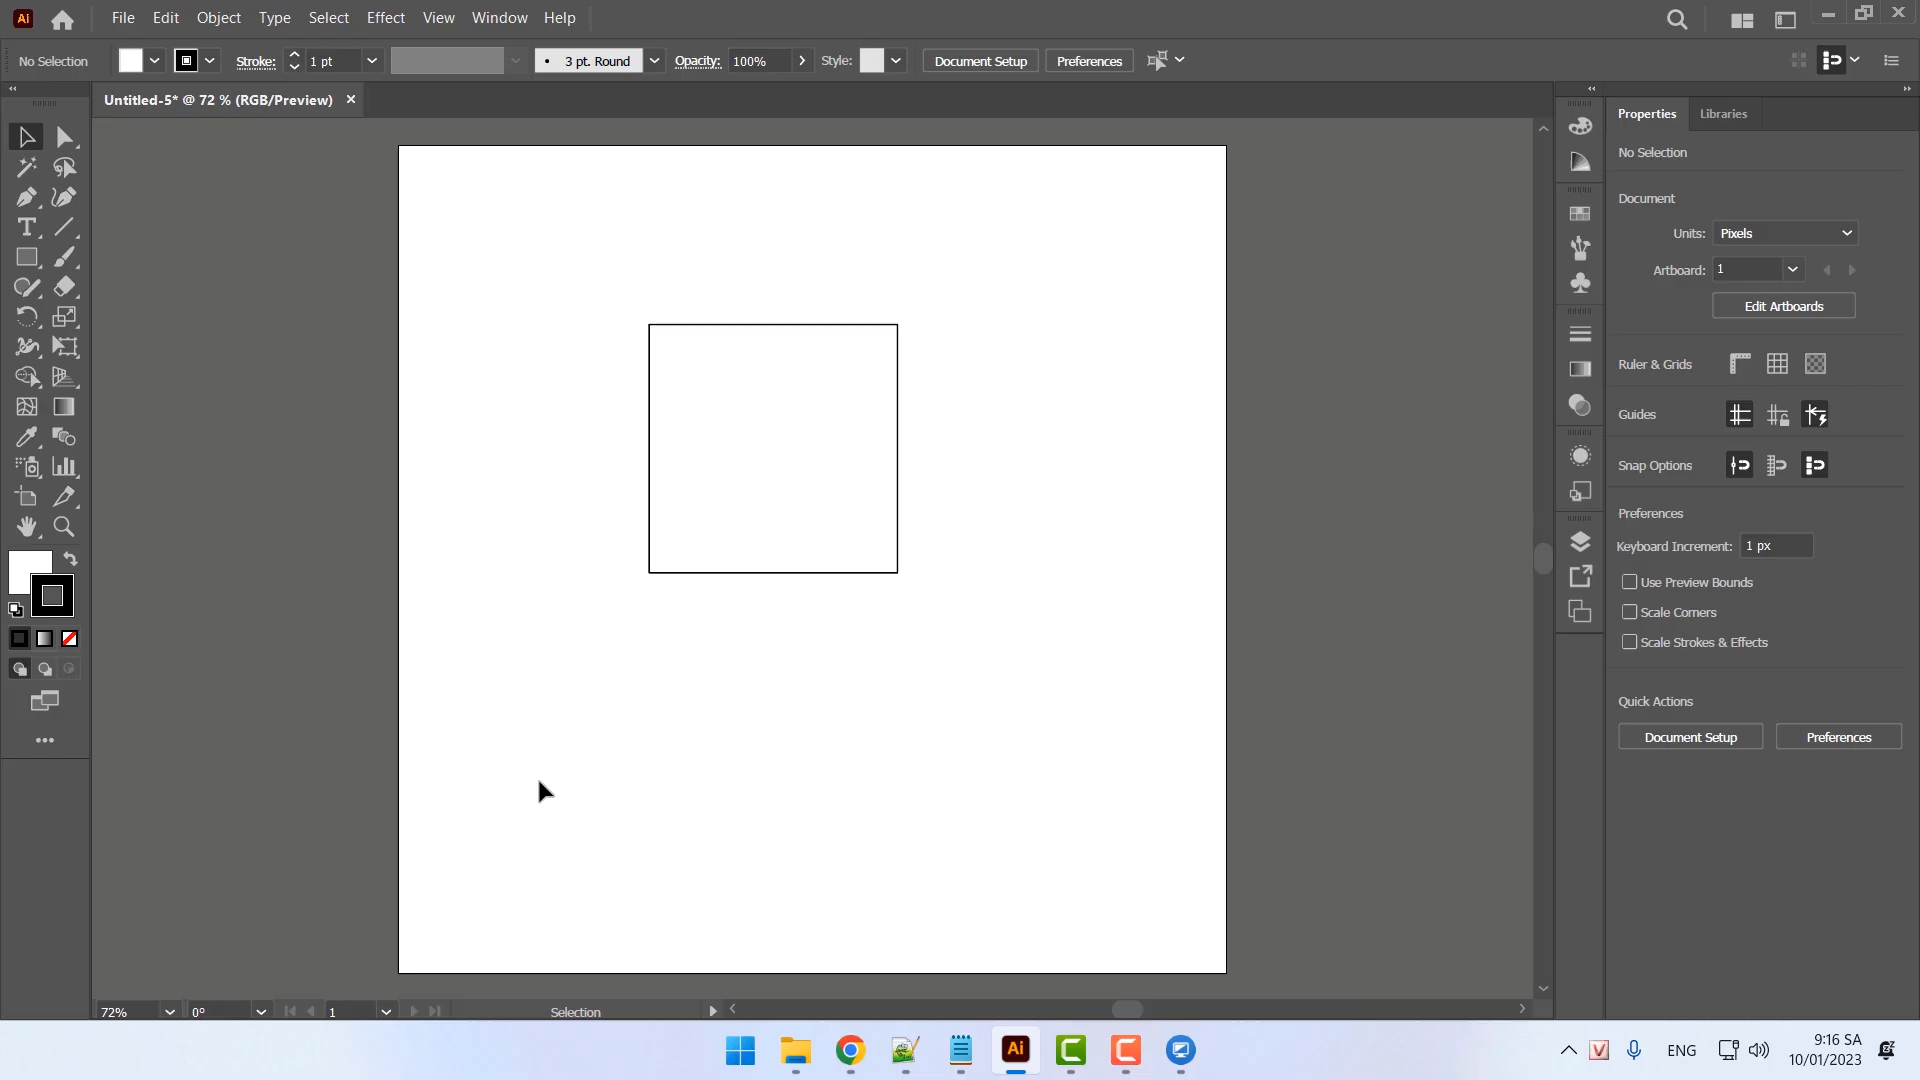 Ai File Edit Object Type Select Effect View Window Help
No Selection Stroke: 1 pt 3 pt. Round Opacity: 100% Style: Document Setup Preferences
Untitled-5* @ 72 % (RGB/Preview)
Properties Libraries
No Selection
Document
Units: Pixels
Artboard: 1
Edit Artboards
Ruler & Grids
Guides
Snap Options
Preferences
Keyboard Increment: 1 px
Use Preview Bounds
Scale Corners
Scale Strokes & Effects
Quick Actions
Document Setup Preferences
72% 0° 1 Selection
Ai
ENG
9:16 SA
10/01/2023